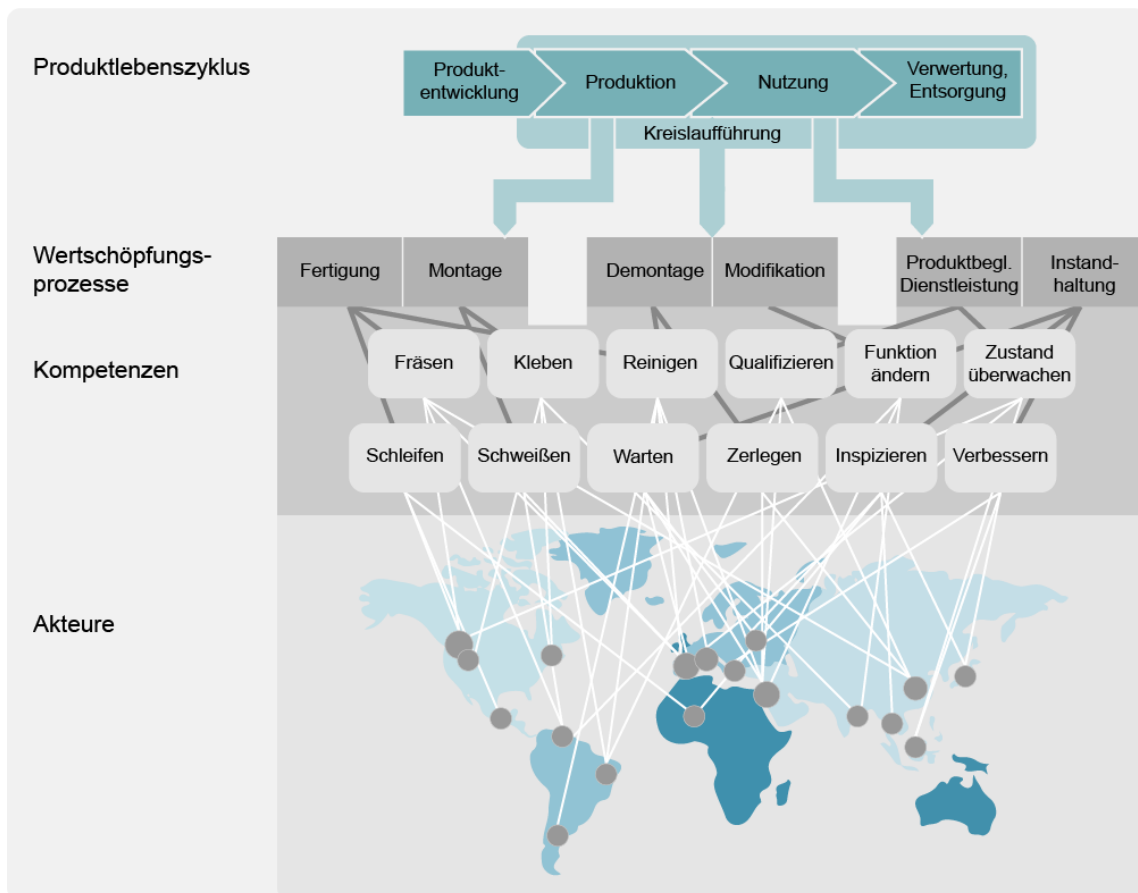 Produktlebenszyklus
Produkt-
entwicklung
Produktion
Nutzung
Verwertung,
Entsorgung
Kreislaufführung
Wertschöpfungs-
prozesse
Fertigung
Montage
Demontage
Modifikation
Produktbegl.
Dienstleistung
Instand-
haltung
Kompetenzen
Fräsen
Kleben
Reinigen
Qualifizieren
Funktion
ändern
Zustand
überwachen
Schleifen
Schweißen
Warten
Zerlegen
Inspizieren
Verbessern
Akteure